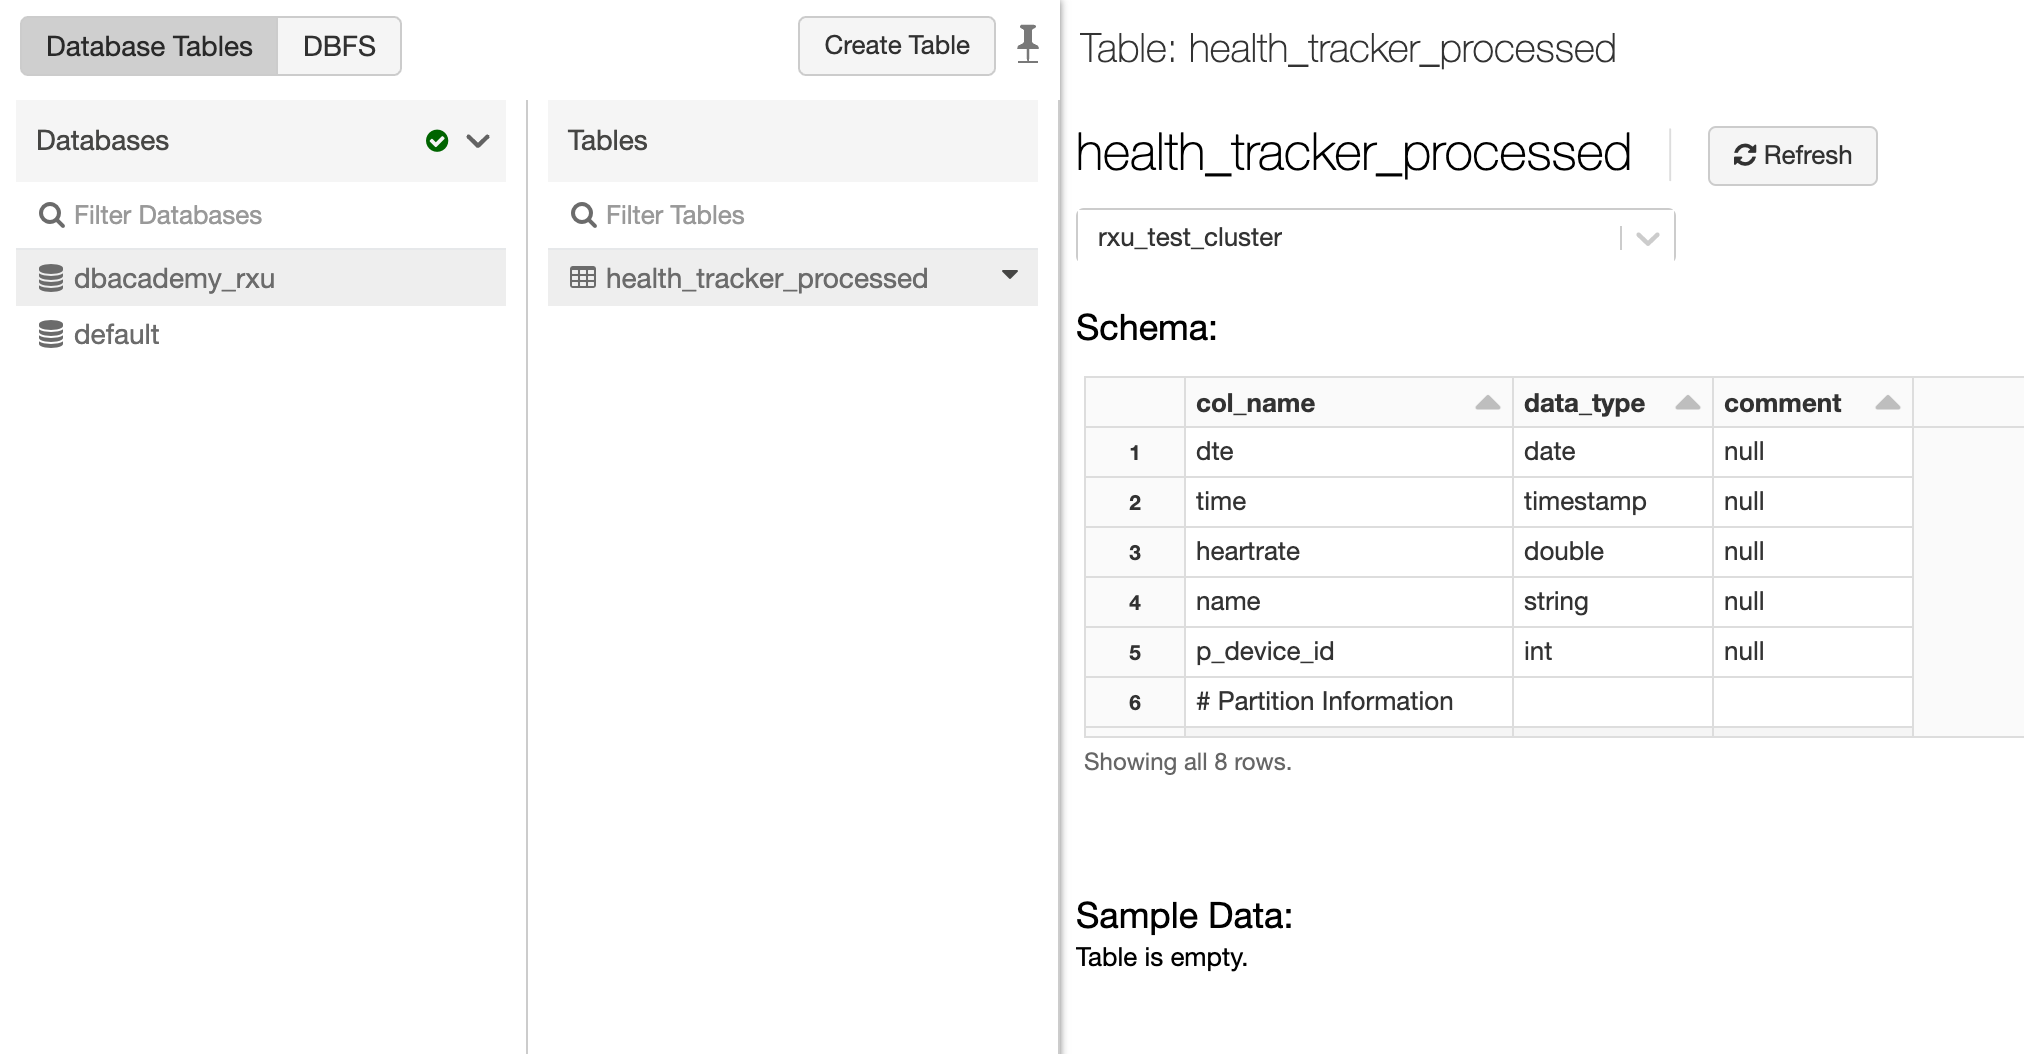 Database Tables DBFS Create Table
Databases
Filter Databases
dbacademy_rxu
default
Tables
Filter Tables
health_tracker_processed
Table: health_tracker_processed
health_tracker_processed Refresh
rxu_test_cluster
Schema:
col_name data_type comment
1 dte date null
2 time timestamp null
3 heartrate double null
4 name string null
5 p_device_id int null
6 # Partition Information
Showing all 8 rows.
Sample Data:
Table is empty.